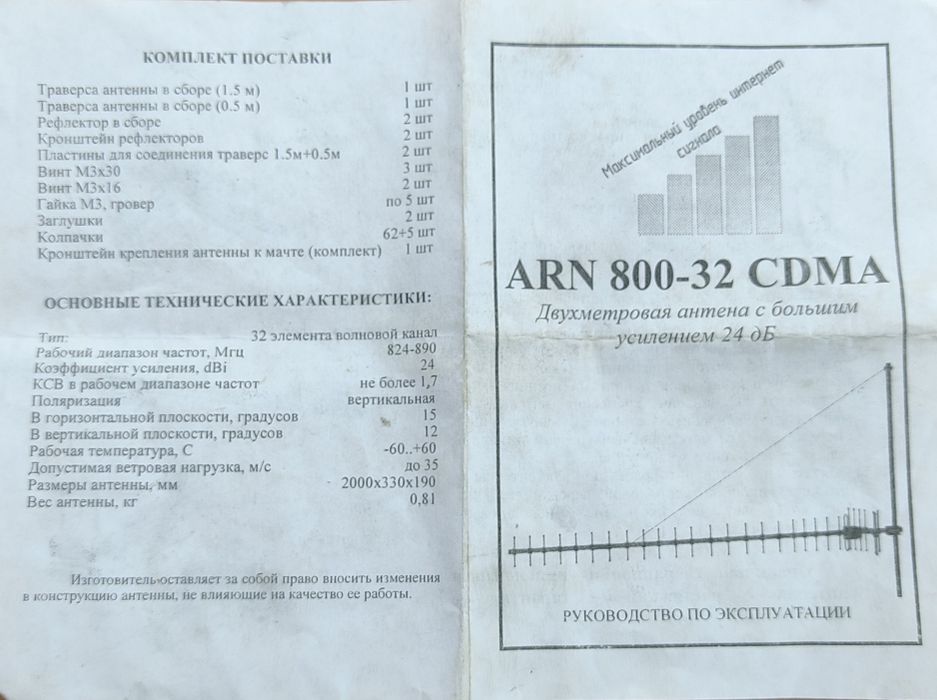 КОМПЛЕКТ ПОСТАВКИ
Траверса антенны в сборе (1.5 м) 1 шт
Траверса антенны в сборе (0.5 м) 1 шт
Рефлектор в сборе 2 шт
Кронштейн рефлекторов 2 шт
Пластины для соединения траверс 1.5м+0.5м 2 шт
Винт М3х30 3 шт
Винт М3х16 2 шт
Гайка М3, гровер по 5 шт
Заглушки 2 шт
Колпачки 62+5 шт
Кронштейн крепления антенны к мачте (комплект) 1 шт
ОСНОВНЫЕ ТЕХНИЧЕСКИЕ ХАРАКТЕРИСТИКИ:
Тип: 32 элемента волновой канал
Рабочий диапазон частот, Мгц 824-890
Коэффициент усиления, dBi 24
КСВ в рабочем диапазоне частот не более 1,7
Поляризация вертикальная
В горизонтальной плоскости, градусов 15
В вертикальной плоскости, градусов 12
Рабочая температура, С -60..+60
Допустимая ветровая нагрузка, м/с до 35
Размеры антенны, мм 2000х330х190
Вес антенны, кг 0,81
Изготовитель оставляет за собой право вносить изменения
в конструкцию антенны, не влияющие на качество ее работы.
Максимальный уровень интернет
сигнала
ARN 800-32 CDMA
Двухметровая антена с большим
усилением 24 дБ
РУКОВОДСТВО ПО ЭКСПЛУАТАЦИИ